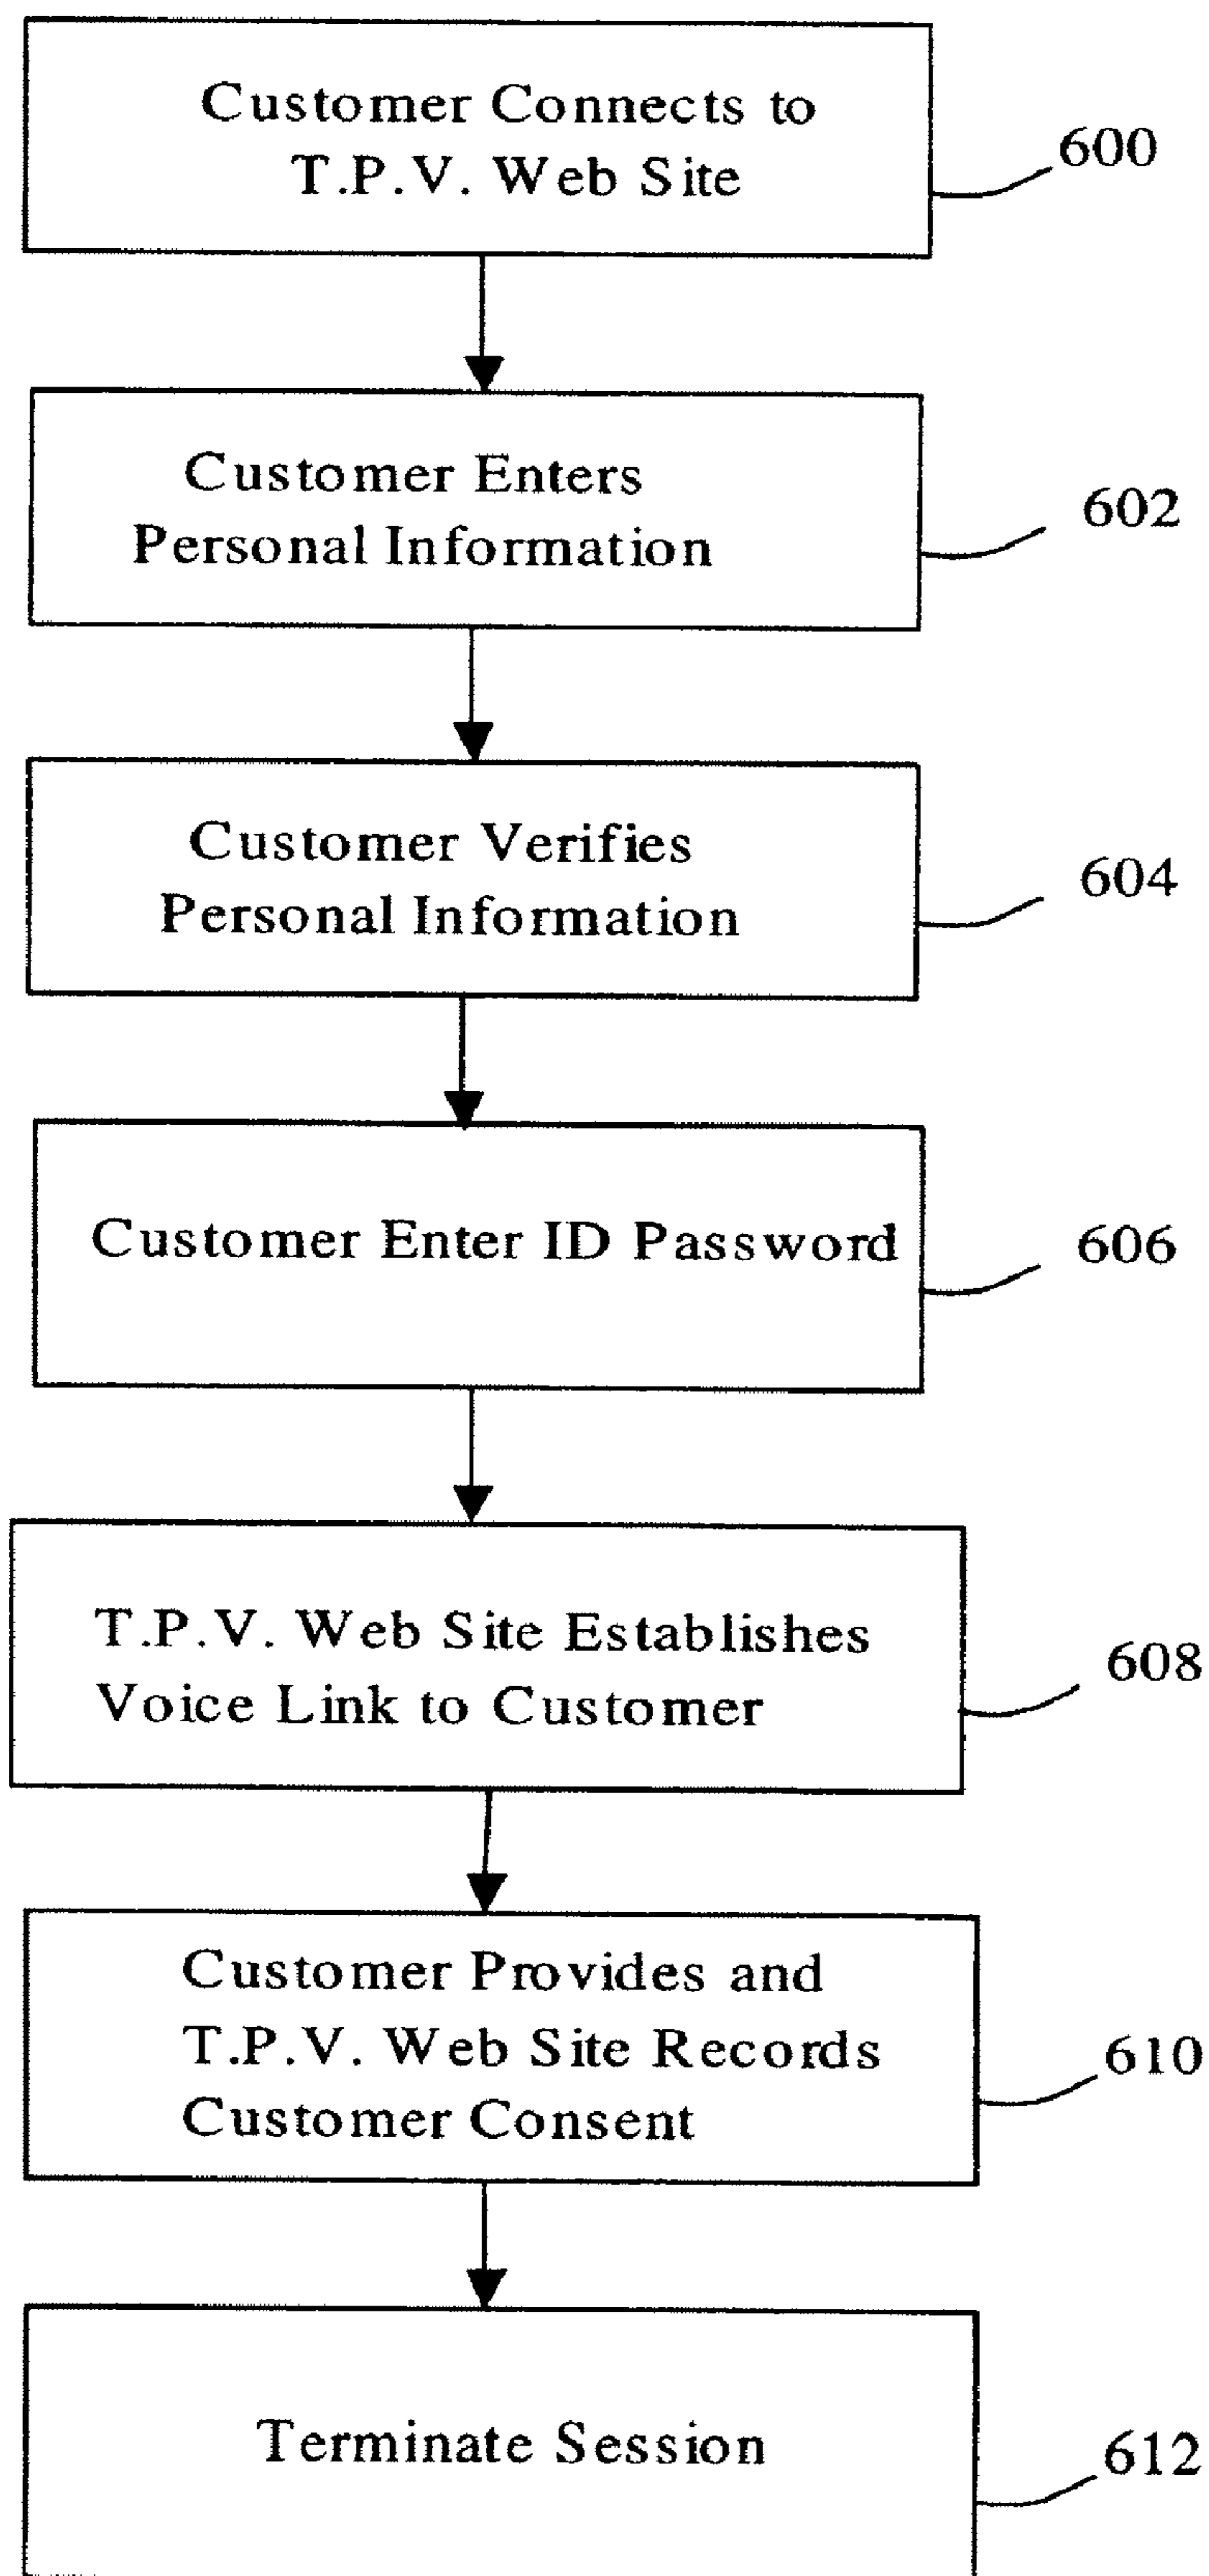 Customer Connects to
T.P.V. Web Site
600
Customer Enters
Personal Information
602
Customer Verifies
Personal Information
604
Customer Enter ID Password
606
T.P.V. Web Site Establishes
Voice Link to Customer
608
Customer Provides and
T.P.V. Web Site Records
Customer Consent
610
Terminate Session
612